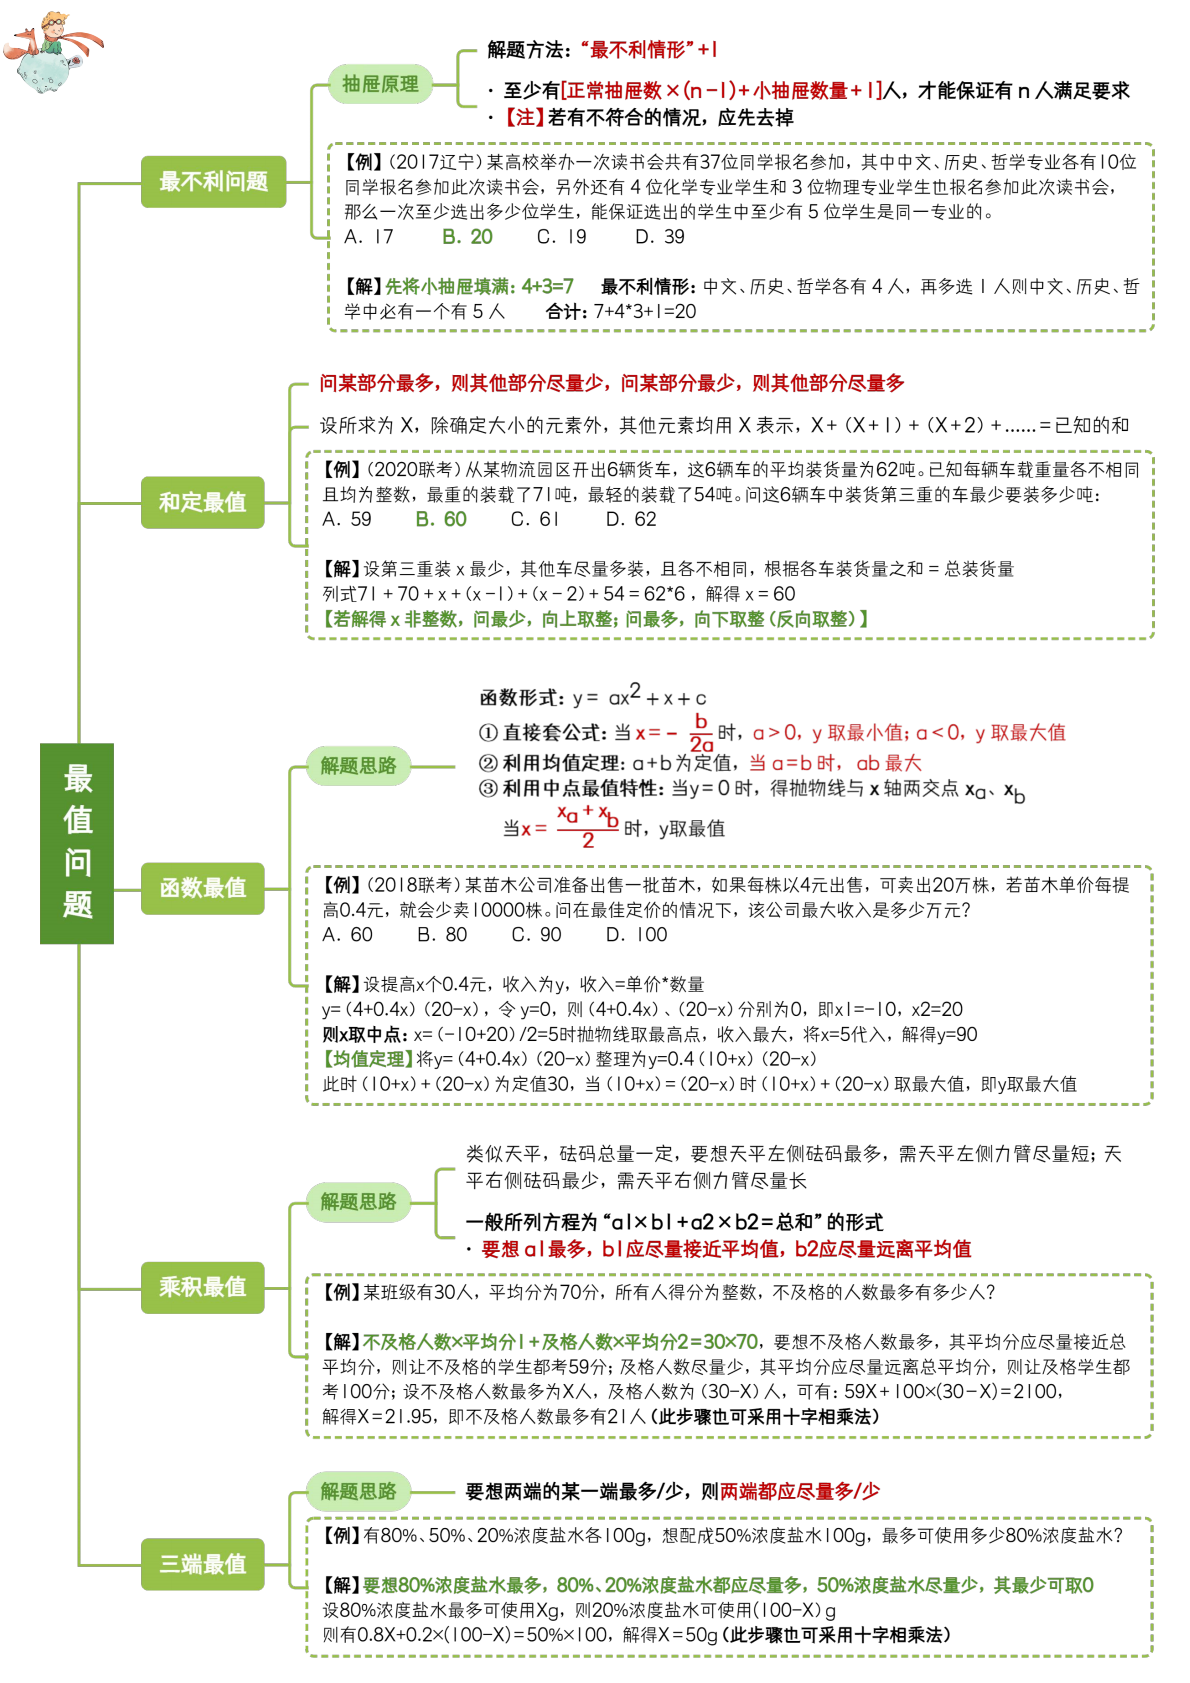 最值问题
最不利问题
抽屉原理
解题方法：“最不利情形”+1
· 至少有[正常抽屉数×(n-1)+小抽屉数量+1]人，才能保证有 n 人满足要求
· 【注】若有不符合的情况，应先去掉
【例】（2017辽宁）某高校举办一次读书会共有37位同学报名参加，其中中文、历史、哲学专业各有10位
同学报名参加此次读书会，另外还有 4 位化学专业学生和 3 位物理专业学生也报名参加此次读书会，
那么一次至少选出多少位学生，能保证选出的学生中至少有 5 位学生是同一专业的。
A. 17 B. 20 C. 19 D. 39
【解】先将小抽屉填满：4+3=7 最不利情形：中文、历史、哲学各有 4 人，再多选 1 人则中文、历史、哲
学中必有一个有 5 人 合计：7+4*3+1=20
和定最值
问某部分最多，则其他部分尽量少，问某部分最少，则其他部分尽量多
设所求为 X，除确定大小的元素外，其他元素均用 X 表示，X+（X+1）+（X+2）+......=已知的和
【例】（2020联考）从某物流园区开出6辆货车，这6辆车的平均装货量为62吨。已知每辆车载重量各不相同
且均为整数，最重的装载了71吨，最轻的装载了54吨。问这6辆车中装货第三重的车最少要装多少吨：
A. 59 B. 60 C. 61 D. 62
【解】设第三重装 x 最少，其他车尽量多装，且各不相同，根据各车装货量之和 = 总装货量
列式71 + 70 + x +（x -1）+（x - 2）+ 54 = 62*6 ，解得 x = 60
【若解得 x 非整数，问最少，向上取整；问最多，向下取整（反向取整）】
函数最值
解题思路
函数形式：y = ax² + x + c
① 直接套公式：当 x = - b/2a 时，a > 0，y 取最小值；a < 0，y 取最大值
② 利用均值定理：a+b 为定值，当 a=b 时，ab 最大
③ 利用中点最值特性：当y = 0 时，得抛物线与 x 轴两交点 xa、xb
当x = (xa + xb)/2 时，y取最值
【例】（2018联考）某苗木公司准备出售一批苗木，如果每株以4元出售，可卖出20万株，若苗木单价每提
高0.4元，就会少卖10000株。问在最佳定价的情况下，该公司最大收入是多少万元？
A. 60 B. 80 C. 90 D. 100
【解】设提高x个0.4元，收入为y，收入=单价*数量
y=（4+0.4x）（20-x），令 y=0，则（4+0.4x）、（20-x）分别为0，即x1=-10，x2=20
则x取中点：x=（-10+20）/2=5时抛物线取最高点，收入最大，将x=5代入，解得y=90
【均值定理】将y=（4+0.4x）（20-x）整理为y=0.4（10+x）（20-x）
此时（10+x）+（20-x）为定值30，当（10+x）=（20-x）时（10+x）+（20-x）取最大值，即y取最大值
乘积最值
解题思路
类似天平，砝码总量一定，要想天平左侧砝码最多，需天平左侧力臂尽量短；天
平右侧砝码最少，需天平右侧力臂尽量长
一般所列方程为“a1×b1+a2×b2=总和”的形式
· 要想 a1最多，b1应尽量接近平均值，b2应尽量远离平均值
【例】某班级有30人，平均分为70分，所有人得分为整数，不及格的人数最多有多少人？
【解】不及格人数×平均分1+及格人数×平均分2=30×70，要想不及格人数最多，其平均分应尽量接近总
平均分，则让不及格的学生都考59分；及格人数尽量少，其平均分应尽量远离总平均分，则让及格学生都
考100分；设不及格人数最多为X人，及格人数为（30-X）人，可有：59X+100×(30-X)=2100，
解得X=21.95，即不及格人数最多有21人（此步骤也可采用十字相乘法）
三端最值
解题思路
要想两端的某一端最多/少，则两端都应尽量多/少
【例】有80%、50%、20%浓度盐水各100g，想配成50%浓度盐水100g，最多可使用多少80%浓度盐水？
【解】要想80%浓度盐水最多，80%、20%浓度盐水都应尽量多，50%浓度盐水尽量少，其最少可取0
设80%浓度盐水最多可使用Xg，则20%浓度盐水可使用(100-X) g
则有0.8X+0.2×(100-X)=50%×100，解得X=50g（此步骤也可采用十字相乘法）